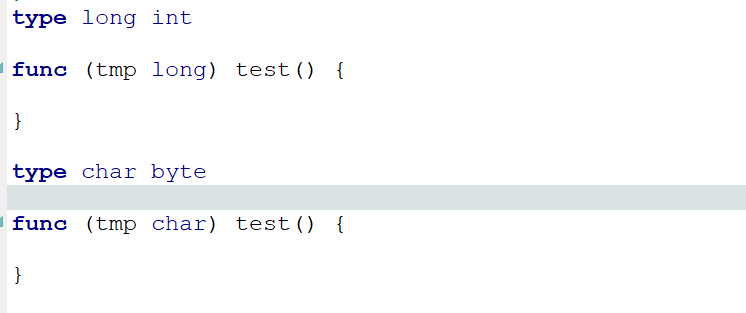 type long int
func (tmp long) test() {
}
type char byte
func (tmp char) test() {
}